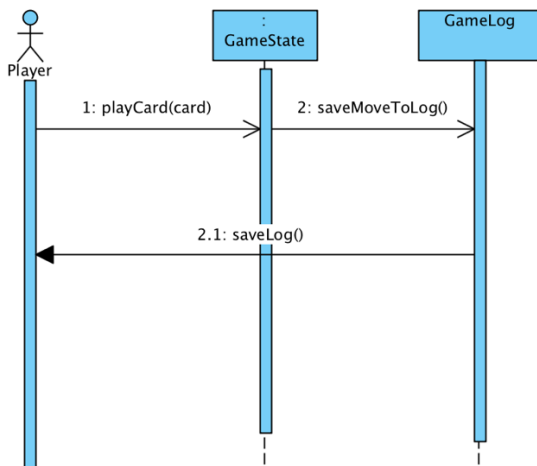 :
GameState
GameLog
Player
1: playCard(card)
2: saveMoveToLog()
2.1: saveLog()